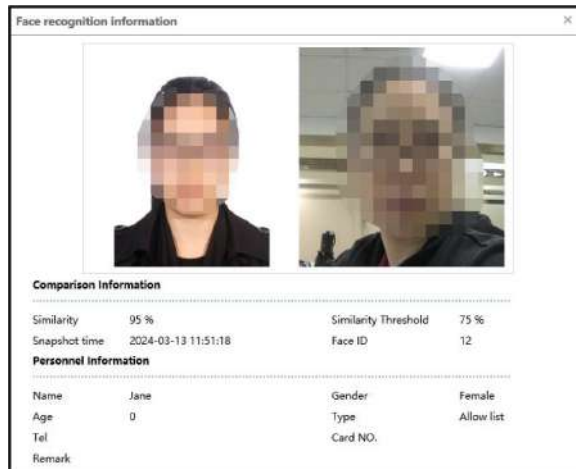 Face recognition information
Comparison Information
Similarity 95 % Similarity Threshold 75 %
Snapshot time 2024-03-13 11:51:18 Face ID 12
Personnel Information
Name Jane Gender Female
Age 0 Type Allow list
Tel Card NO.
Remark